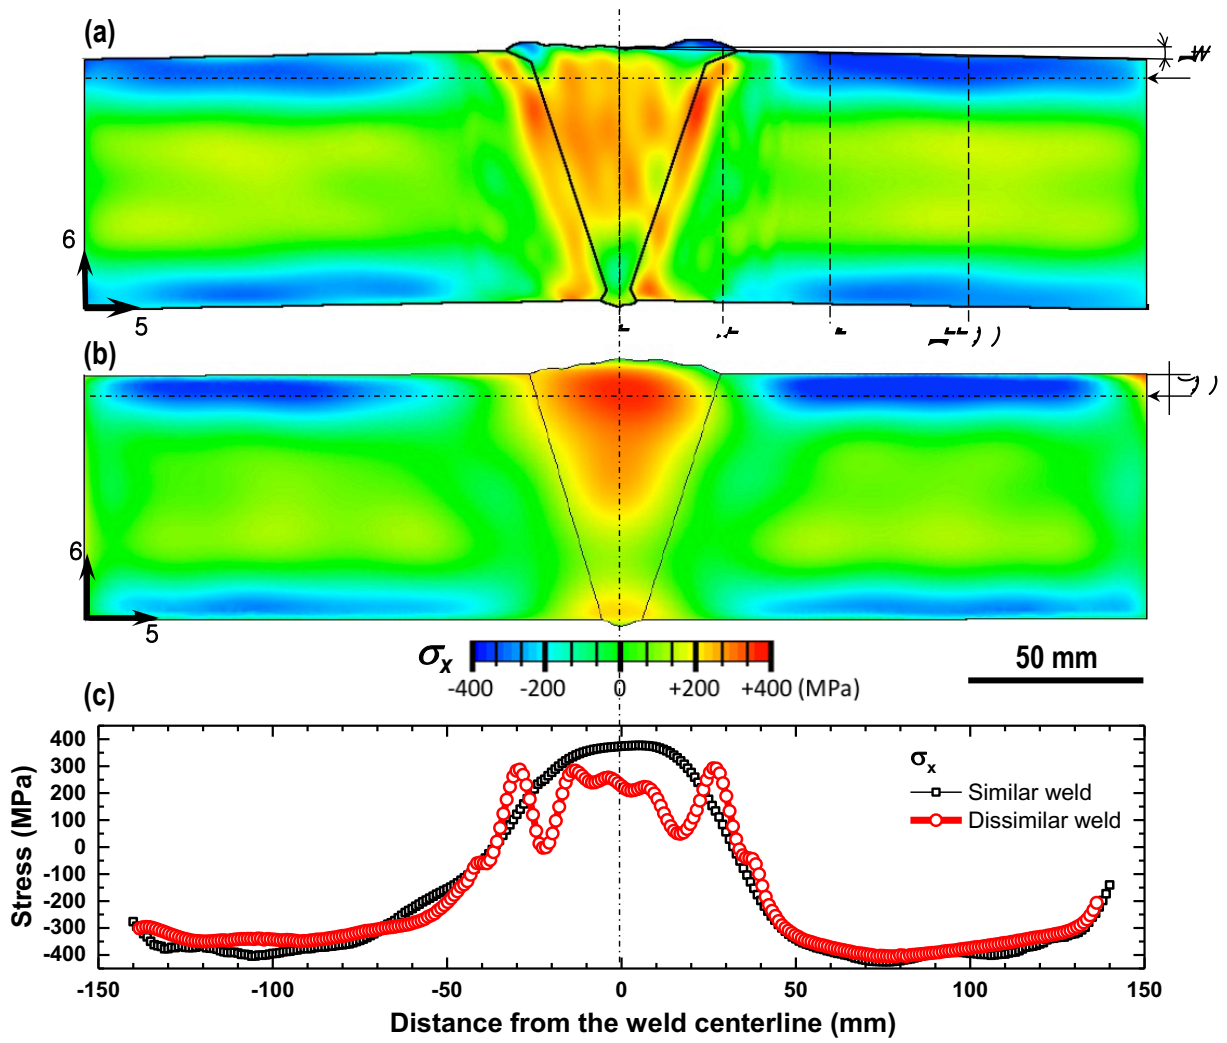 (a)
6
5
(b)
6
5
σx
-400 -200 0 +200 +400 (MPa)
50 mm
(c)
Stress (MPa)
400
300
200
100
0
-100
-200
-300
-400
σx
Similar weld
Dissimilar weld
-150 -100 -50 0 50 100 150
Distance from the weld centerline (mm)